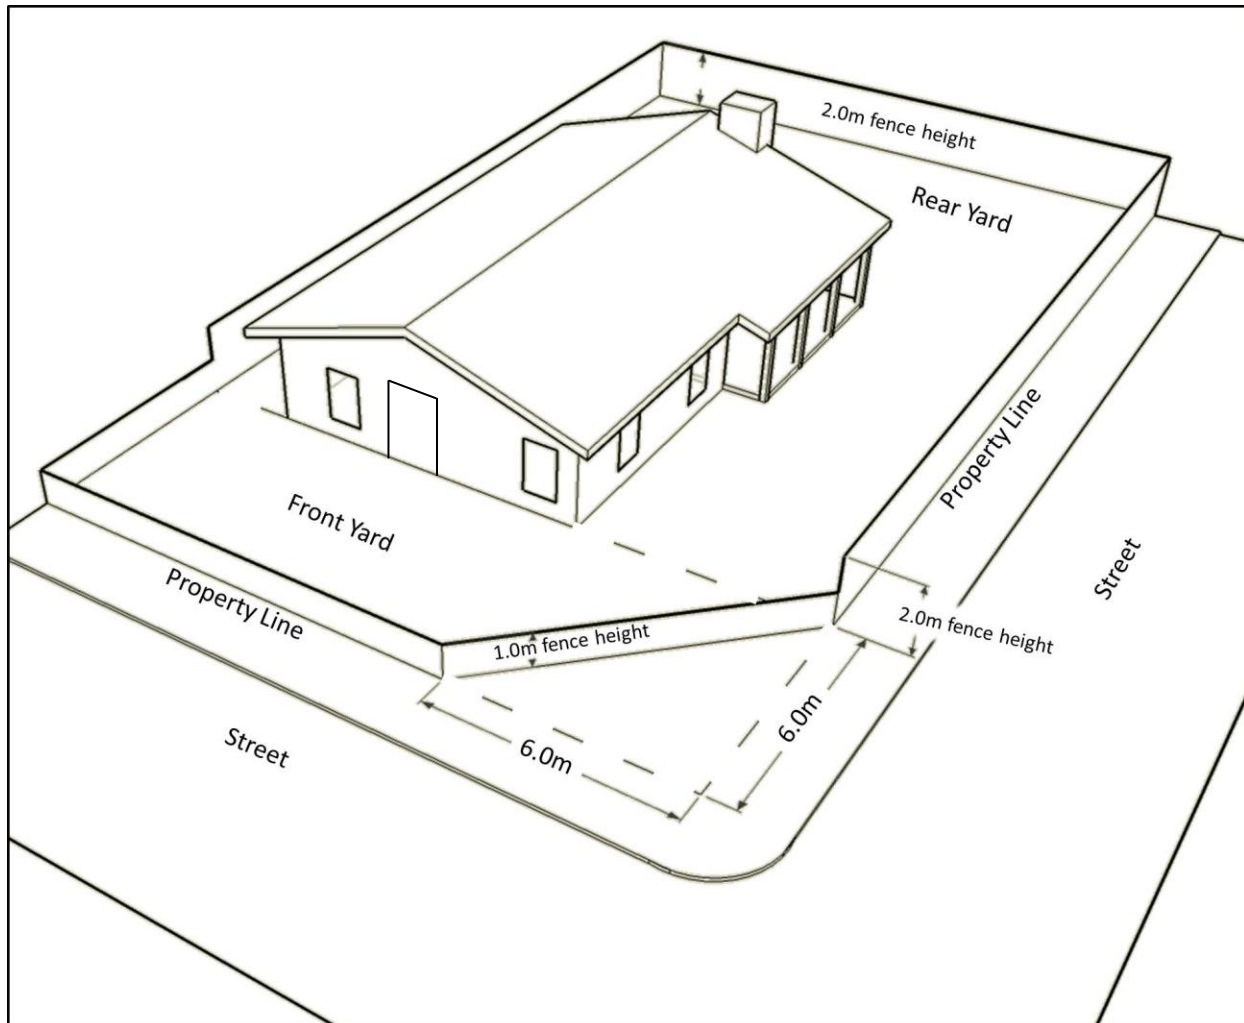 2.0m fence height
Rear Yard
Property Line
Street
Front Yard
Property Line
1.0m fence height
2.0m fence height
6.0m
6.0m
Street